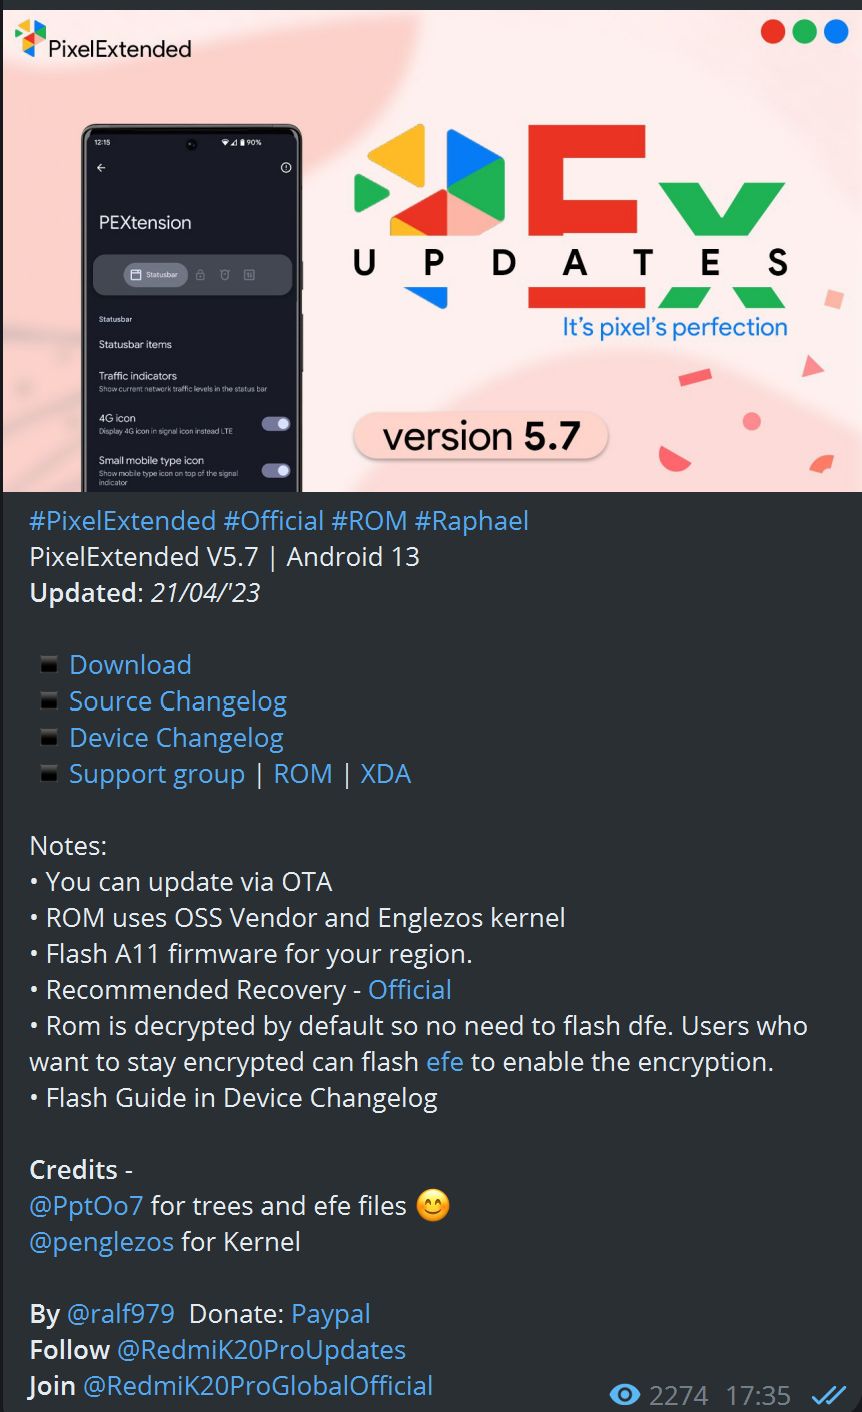 PixelExtended
12:15
90%
PEXtension
Statusbar
Statusbar
Statusbar items
Traffic indicators
Show current network traffic levels in the status bar
4G icon
Display 4G icon in signal icon instead LTE
Small mobile type icon
Show mobile type icon on top of the signal
indicator
Ex
UPDATES
It's pixel's perfection
version 5.7
#PixelExtended #Official #ROM #Raphael
PixelExtended V5.7 | Android 13
Updated: 21/04/'23
Download
Source Changelog
Device Changelog
Support group | ROM | XDA
Notes:
• You can update via OTA
• ROM uses OSS Vendor and Englezos kernel
• Flash A11 firmware for your region.
• Recommended Recovery - Official
• Rom is decrypted by default so no need to flash dfe. Users who
want to stay encrypted can flash efe to enable the encryption.
• Flash Guide in Device Changelog
Credits -
@PptOo7 for trees and efe files 😊
@penglezos for Kernel
By @ralf979 Donate: Paypal
Follow @RedmiK20ProUpdates
Join @RedmiK20ProGlobalOfficial
2274 17:35